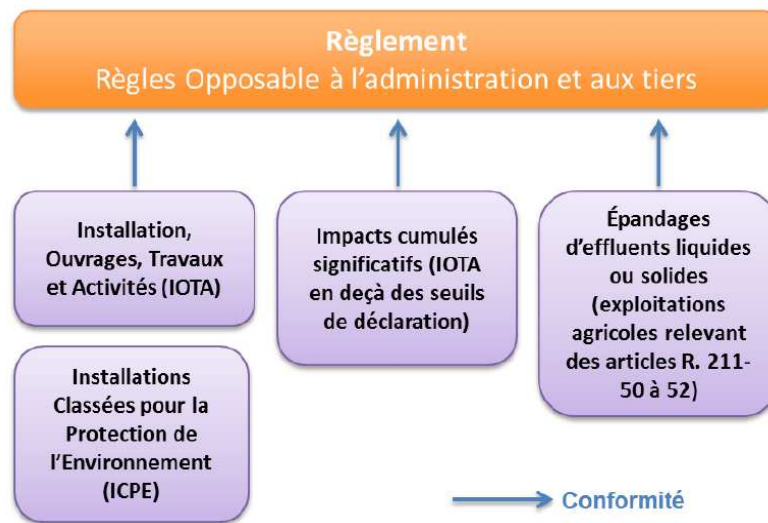 Règlement
Règles Opposable à l’administration et aux tiers
Installation,
Ouvrages, Travaux
et Activités (IOTA)
Impacts cumulés
significatifs (IOTA
en deçà des seuils
de déclaration)
Épandages
d’effluents liquides
ou solides
(exploitations
agricoles relevant
des articles R. 211-
50 à 52)
Installations
Classées pour la
Protection de
l’Environnement
(ICPE)
Conformité